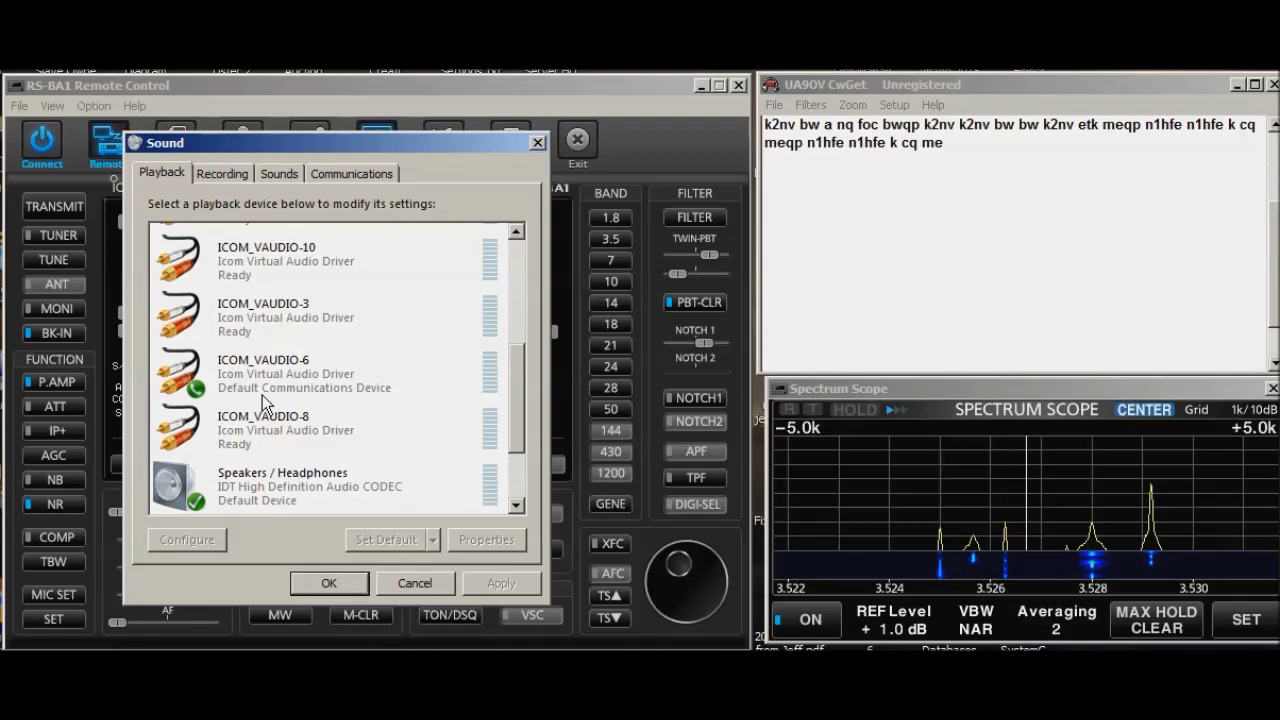 RS-BA1 Remote Control
File View Option Help
Connect
Exit
TRANSMIT
TUNER
TUNE
ANT
MONI
BK-IN
FUNCTION
P.AMP
ATT
IP+
AGC
NB
NR
COMP
TBW
MIC SET
SET
Sound
Playback Recording Sounds Communications
Select a playback device below to modify its settings:
ICOM_VAUDIO-10
Icom Virtual Audio Driver
Ready
ICOM_VAUDIO-3
Icom Virtual Audio Driver
Ready
ICOM_VAUDIO-6
Icom Virtual Audio Driver
Default Communications Device
ICOM_VAUDIO-8
Icom Virtual Audio Driver
Ready
Speakers / Headphones
IDT High Definition Audio CODEC
Default Device
Configure Set Default Properties
OK Cancel Apply
AF
MW M-CLR TON/DSQ VSC
BAND
1.8
3.5
7
10
14
18
21
24
28
50
144
430
1200
GENE
XFC
AFC
TS▲
TS▼
FILTER
FILTER
TWIN-PBT
PBT-CLR
NOTCH 1
NOTCH 2
NOTCH1
NOTCH2
APF
TPF
DIGI-SEL
UA9OV CwGet Unregistered
File Filters Zoom Setup Help
k2nv bw a nq foc bwqp k2nv k2nv bw bw k2nv etk meqp n1hfe n1hfe k cq
meqp n1hfe n1hfe k cq me
Spectrum Scope
R T HOLD SPECTRUM SCOPE CENTER Grid 1k/10dB
−5.0k +5.0k
3.522 3.524 3.526 3.528 3.530
ON
REF Level
+ 1.0 dB
VBW
NAR
Averaging
2
MAX HOLD
CLEAR
SET
from Jeff.pdf 6 Databases SystemC